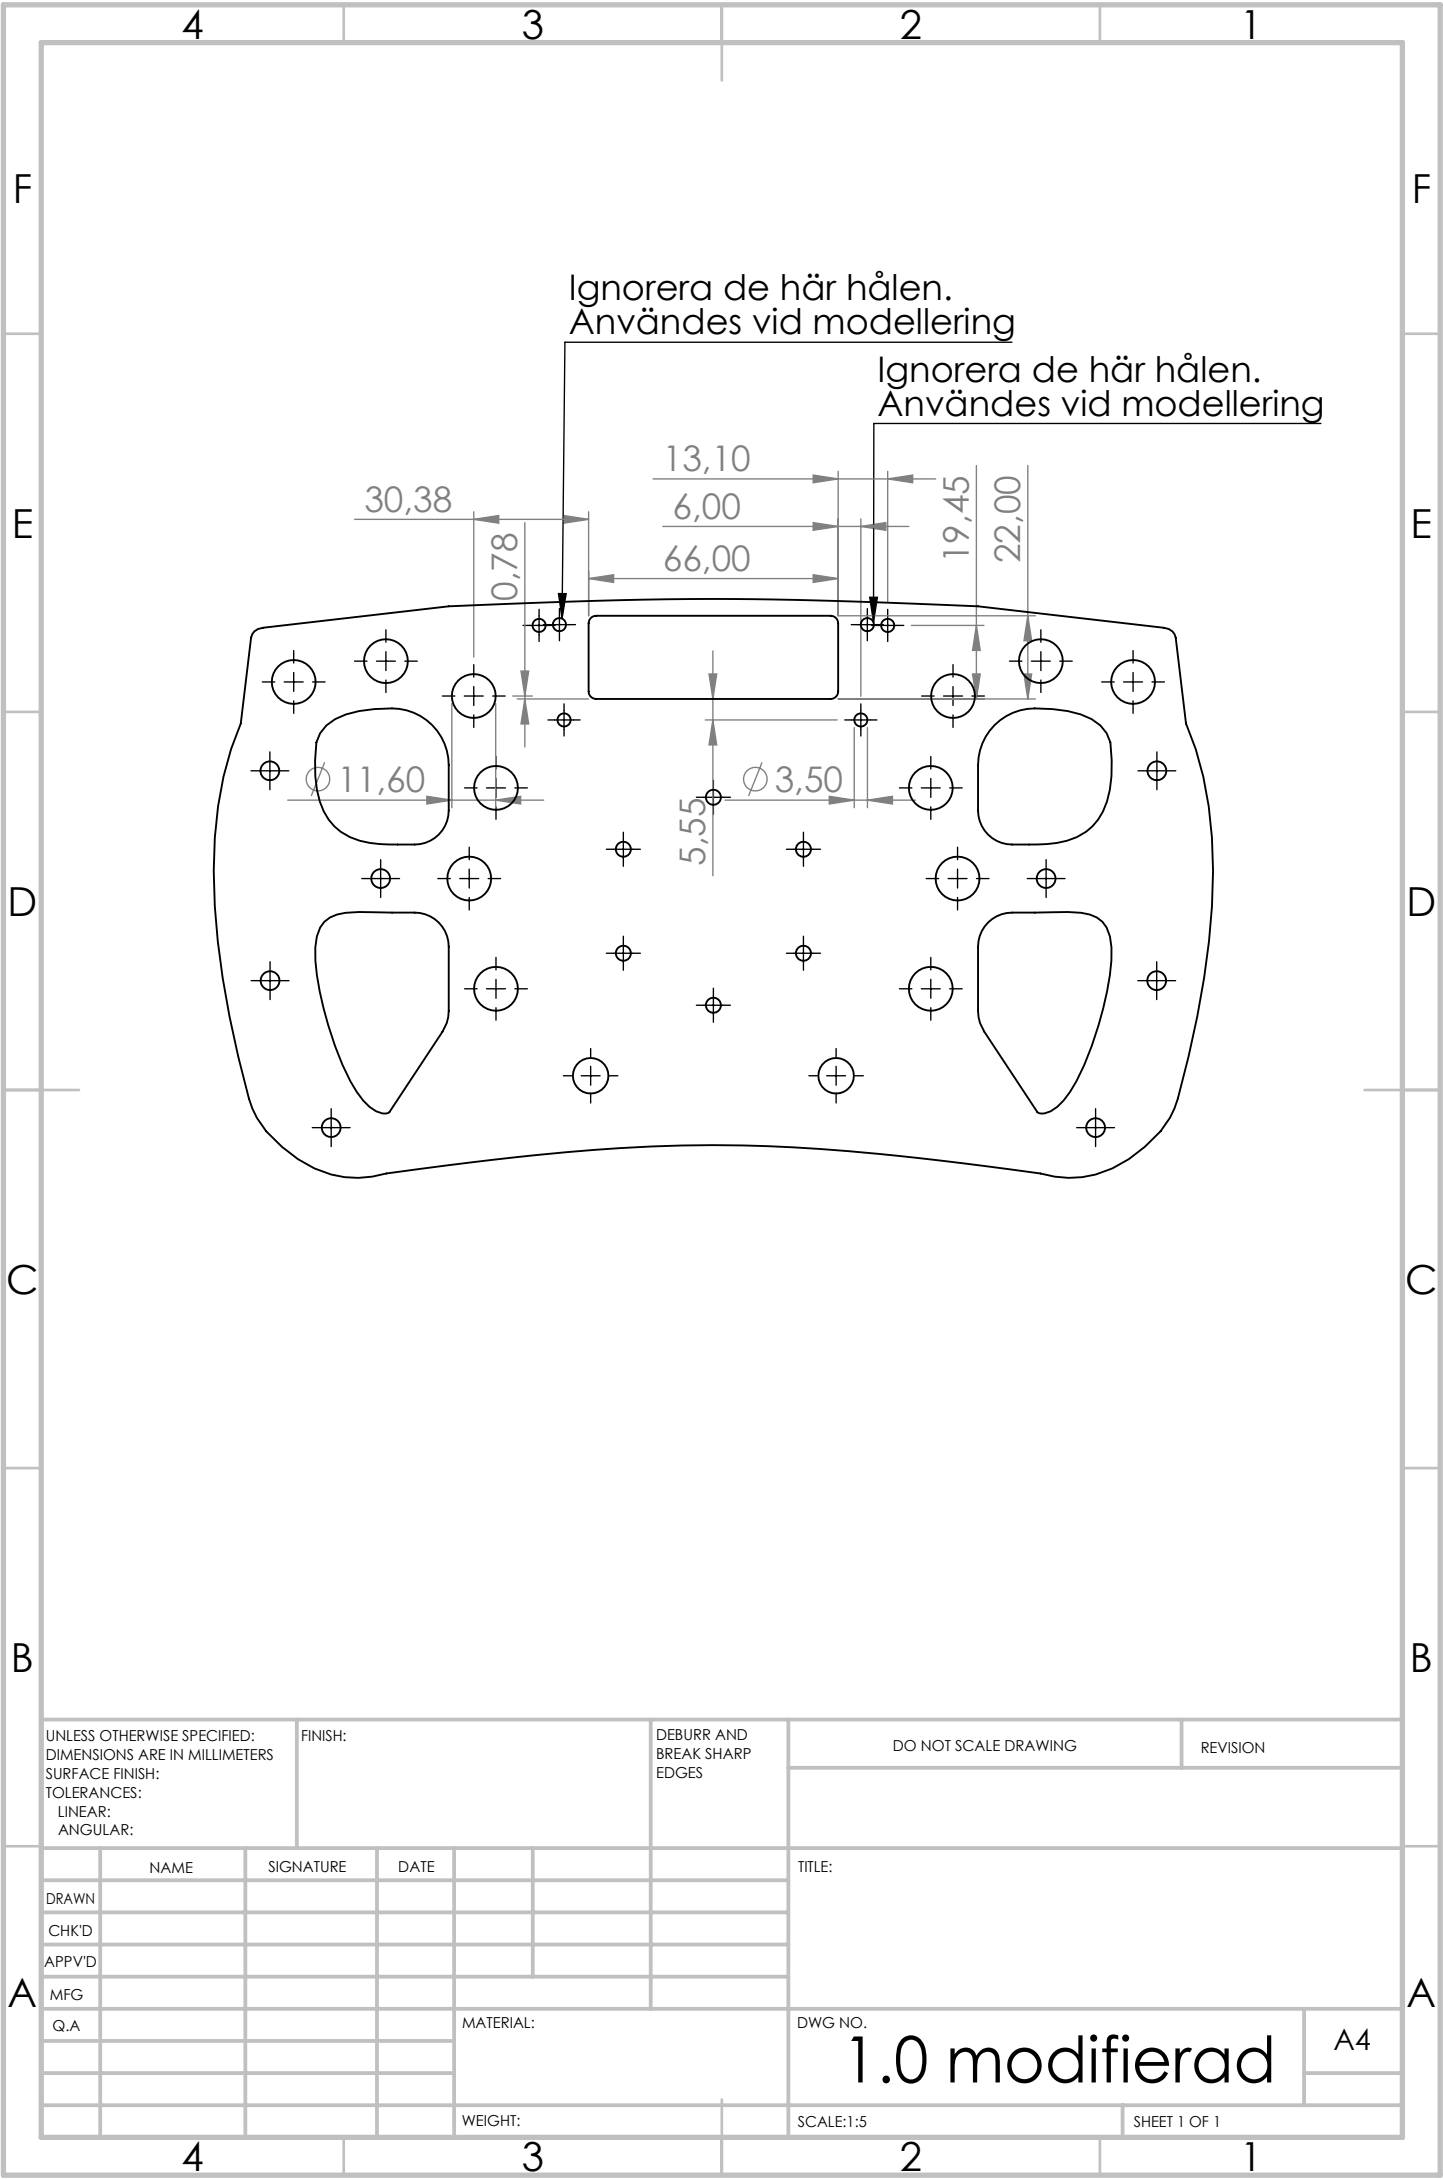 4 3 2 1
F F
Ignorera de här hålen.
Användes vid modellering
Ignorera de här hålen.
Användes vid modellering
13,10
30,38
6,00
19,45
22,00
E E
0,78
66,00
∅ 11,60
∅ 3,50
5,55
D D
C C
B B
UNLESS OTHERWISE SPECIFIED:
DIMENSIONS ARE IN MILLIMETERS
SURFACE FINISH:
TOLERANCES:
LINEAR:
ANGULAR:
FINISH:
DEBURR AND
BREAK SHARP
EDGES
DO NOT SCALE DRAWING
REVISION
NAME SIGNATURE DATE
TITLE:
DRAWN
CHK'D
APPV'D
MFG
A A
Q.A
MATERIAL:
DWG NO.
1.0 modifierad
A4
WEIGHT:
SCALE:1:5
SHEET 1 OF 1
4 3 2 1